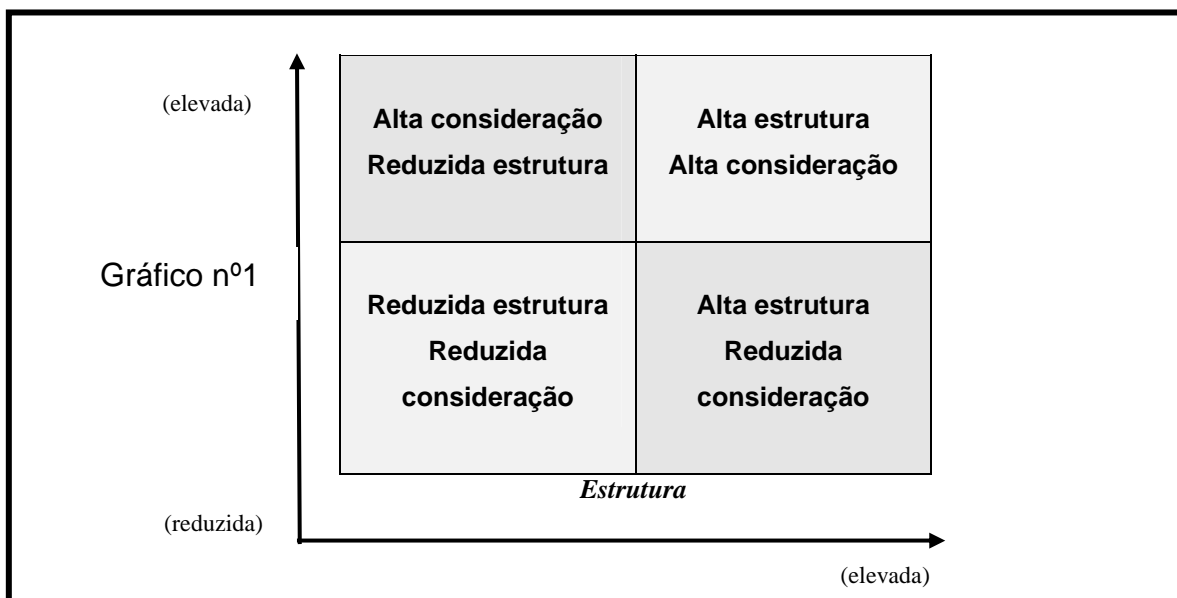 (elevada)
Alta consideração
Reduzida estrutura
Alta estrutura
Alta consideração
Gráfico nº1
Reduzida estrutura
Reduzida
consideração
Alta estrutura
Reduzida
consideração
Estrutura
(reduzida)
(elevada)